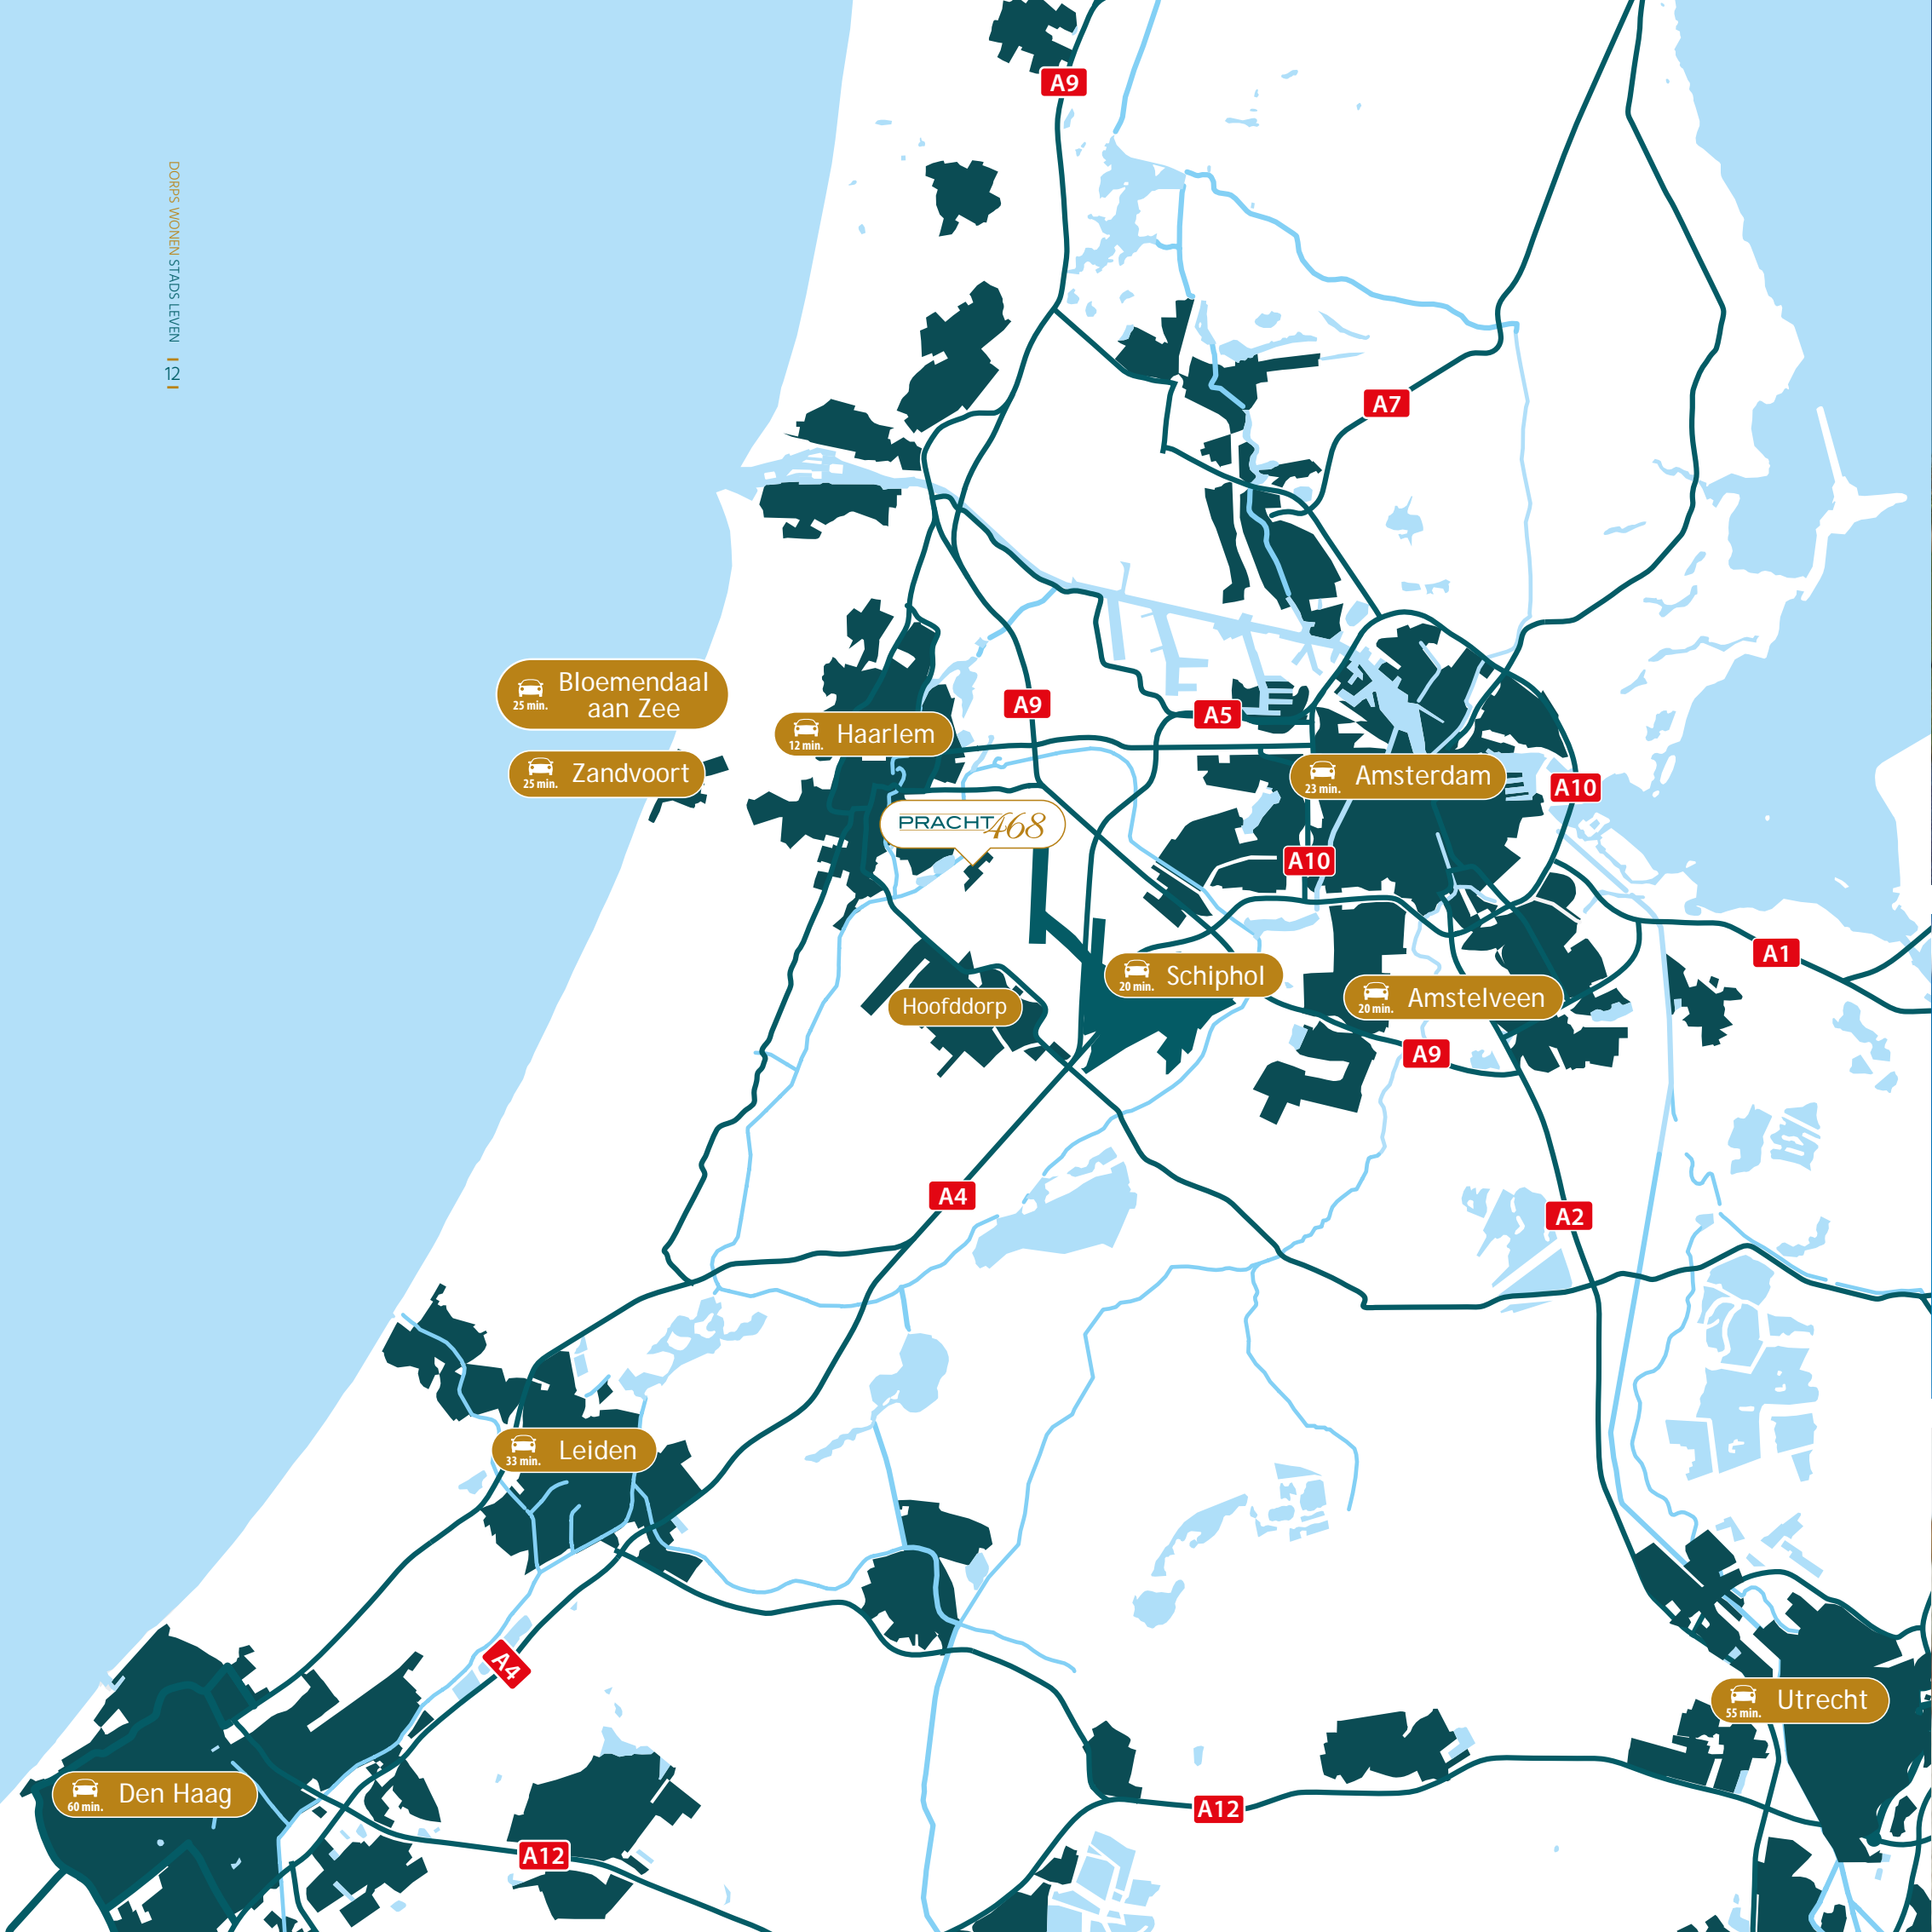 DORPS WONEN STADS LEVEN 12
A9
A7
Bloemendaal
aan Zee
25 min.
Haarlem
12 min.
A9
A5
Zandvoort
25 min.
Amsterdam
23 min.
A10
PRACHT 468
A10
A1
Schiphol
20 min.
Amstelveen
20 min.
Hoofddorp
A9
A4
A2
Leiden
33 min.
A4
Utrecht
55 min.
Den Haag
60 min.
A12
A12